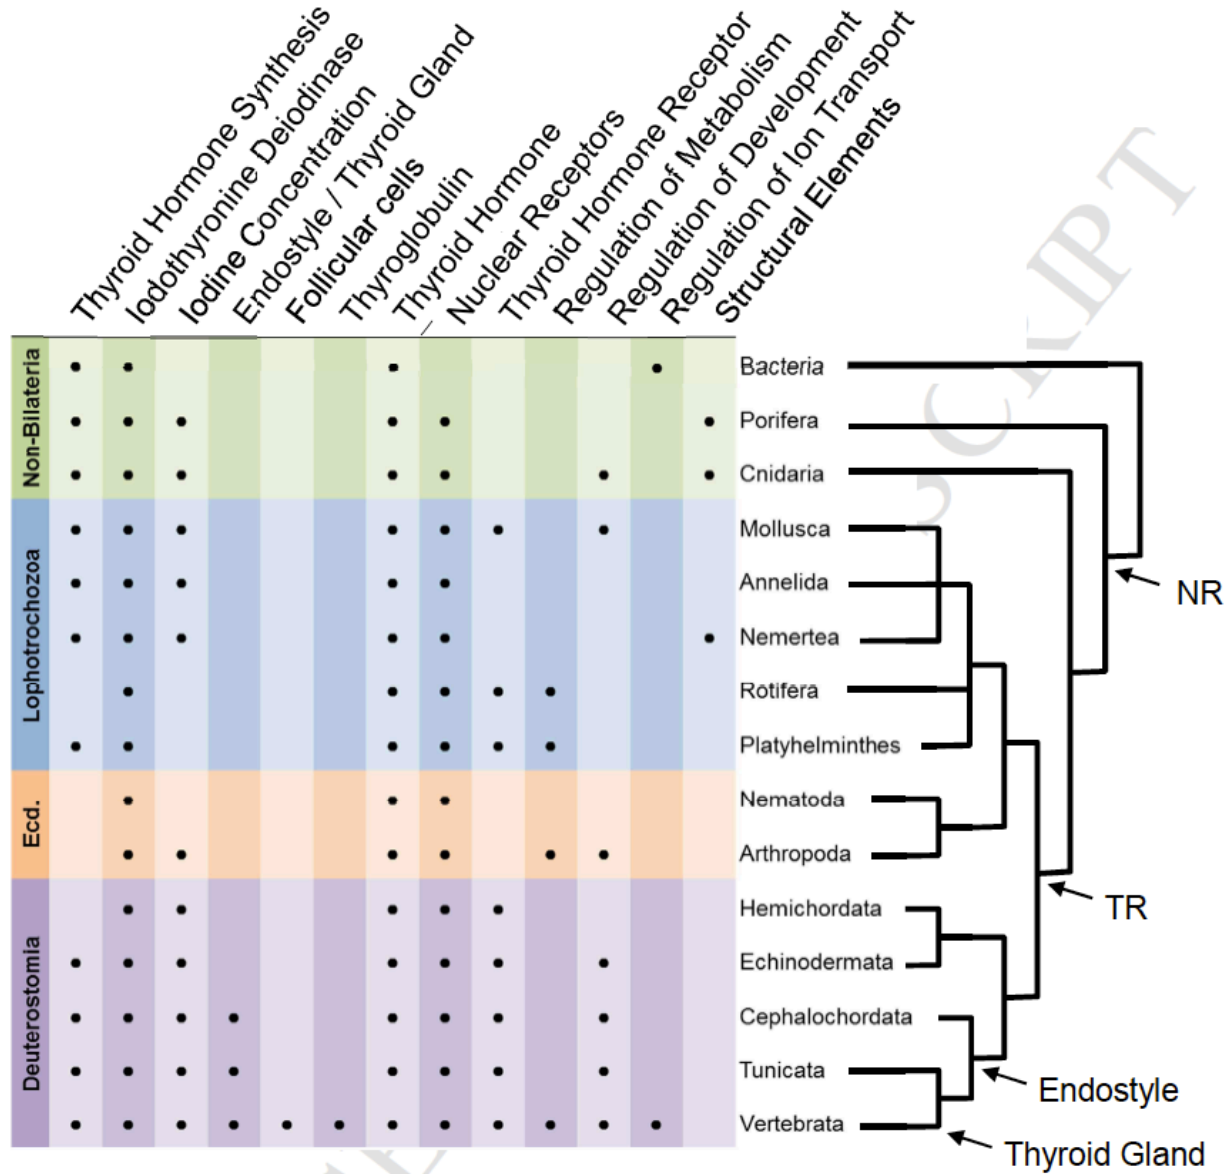 Thyroid Hormone Synthesis
Iodothyronine Deiodinase
Iodine Concentration
Endostyle / Thyroid Gland
Follicular cells
Thyroglobulin
Thyroid Hormone
Nuclear Receptors
Thyroid Hormone Receptor
Regulation of Metabolism
Regulation of Development
Regulation of Ion Transport
Structural Elements
Non-Bilateria
Bacteria
Porifera
Cnidaria
Lophotrochozoa
Mollusca
Annelida
Nemertea
Rotifera
Platyhelminthes
Ecd.
Nematoda
Arthropoda
Deuterostomia
Hemichordata
Echinodermata
Cephalochordata
Tunicata
Vertebrata
NR
TR
Endostyle
Thyroid Gland